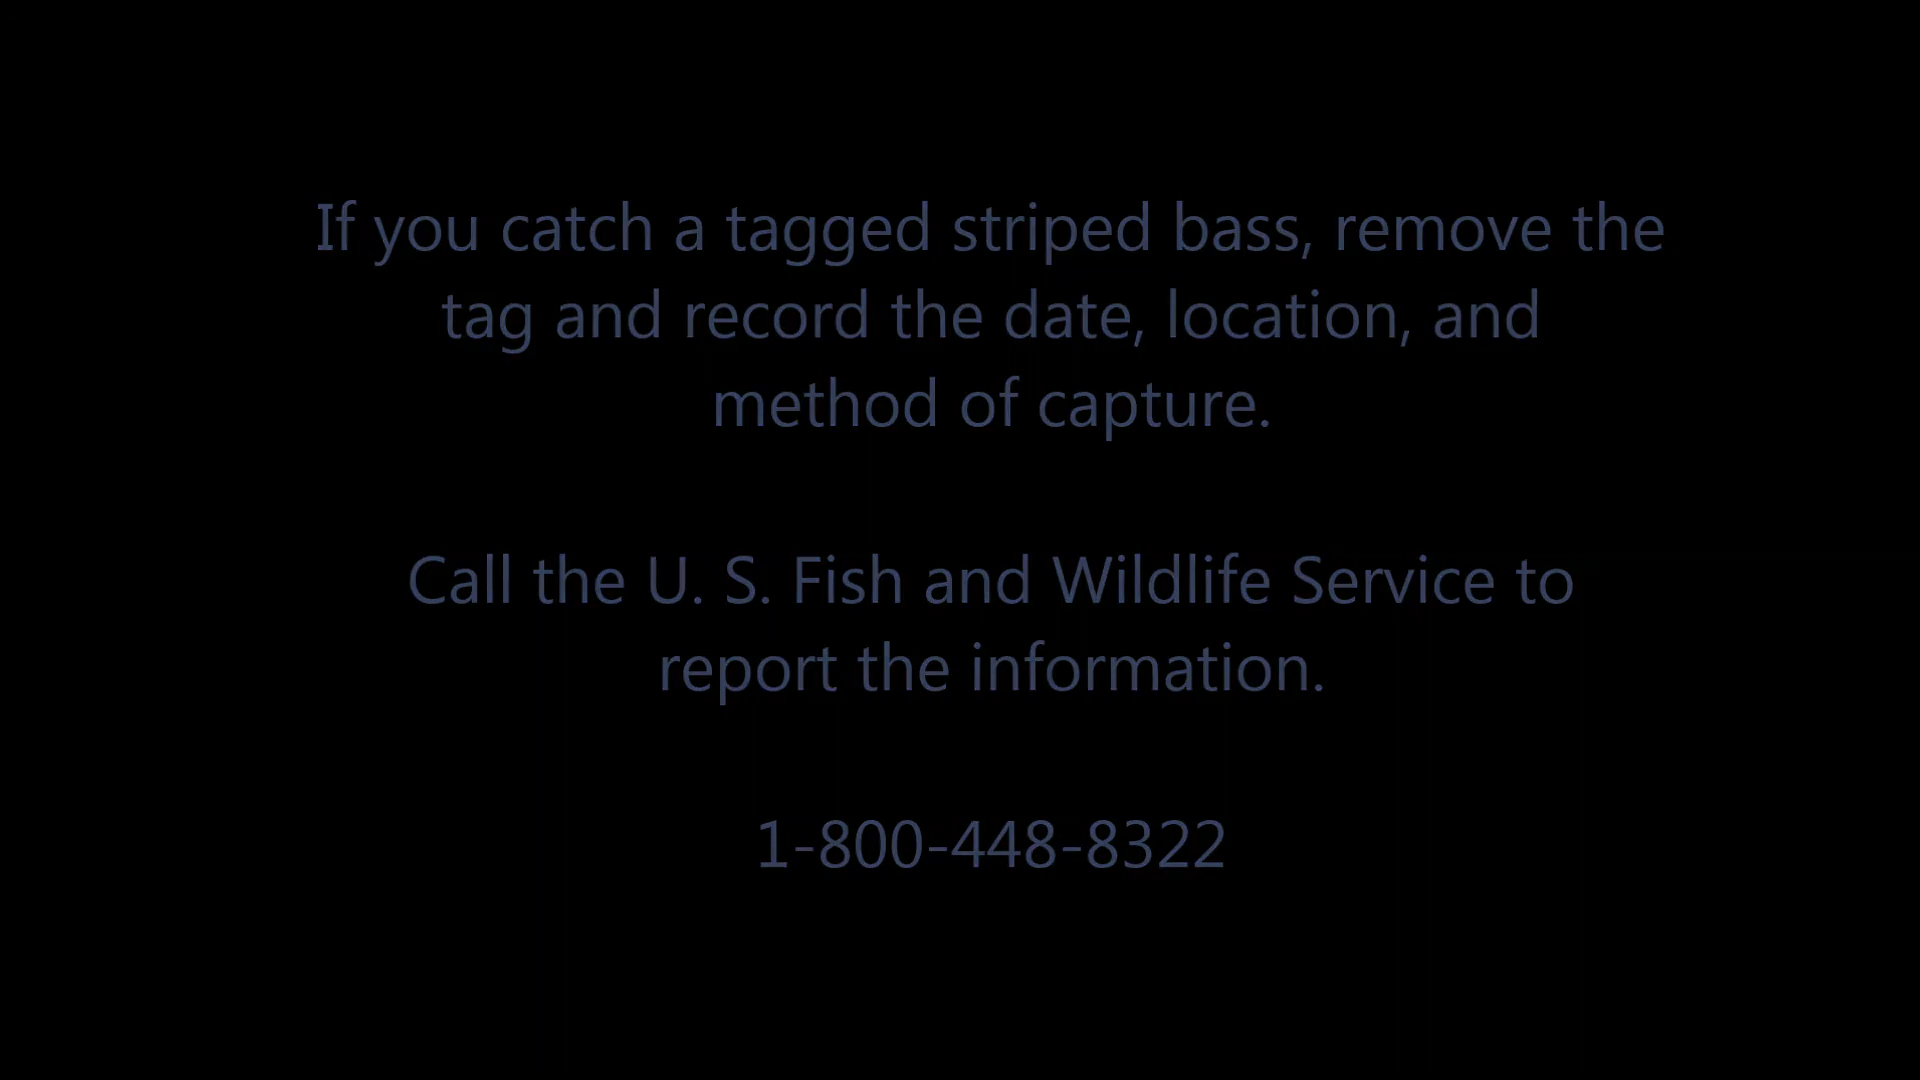 If you catch a tagged striped bass, remove the
tag and record the date, location, and
method of capture.
Call the U. S. Fish and Wildlife Service to
report the information.
1-800-448-8322